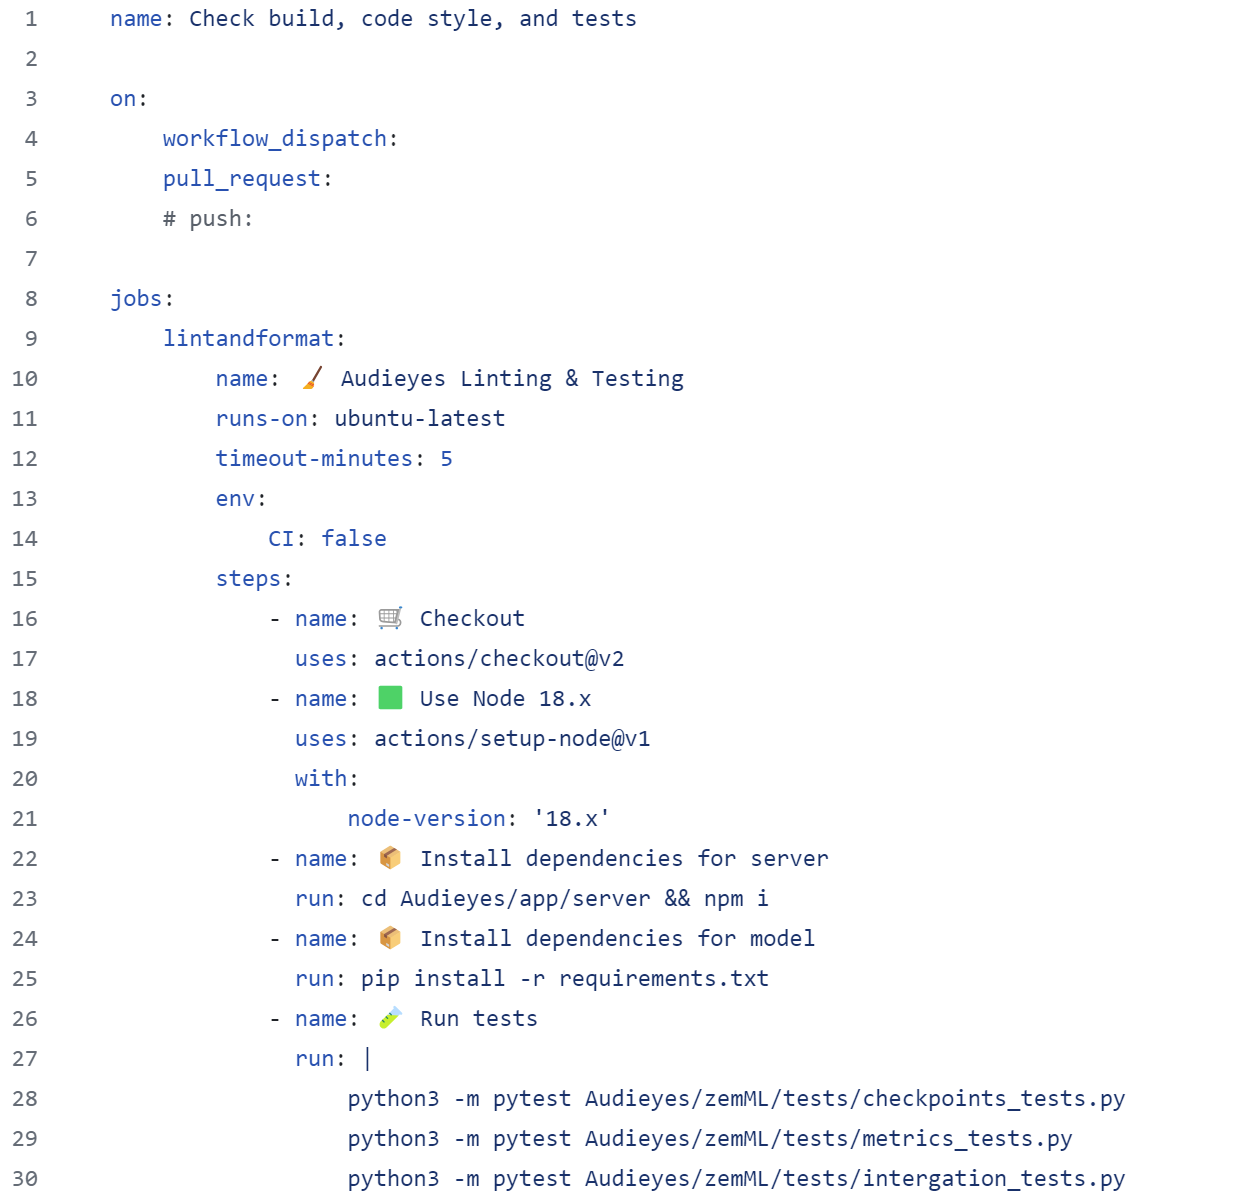 1 name: Check build, code style, and tests
2
3 on:
4     workflow_dispatch:
5     pull_request:
6     # push:
7
8 jobs:
9     lintandformat:
10         name: 🧹 Audieyes Linting & Testing
11         runs-on: ubuntu-latest
12         timeout-minutes: 5
13         env:
14             CI: false
15         steps:
16             - name: 🛒 Checkout
17               uses: actions/checkout@v2
18             - name: 🟩 Use Node 18.x
19               uses: actions/setup-node@v1
20               with:
21                   node-version: '18.x'
22             - name: 📦 Install dependencies for server
23               run: cd Audieyes/app/server && npm i
24             - name: 📦 Install dependencies for model
25               run: pip install -r requirements.txt
26             - name: 🧪 Run tests
27               run: |
28                   python3 -m pytest Audieyes/zemML/tests/checkpoints_tests.py
29                   python3 -m pytest Audieyes/zemML/tests/metrics_tests.py
30                   python3 -m pytest Audieyes/zemML/tests/intergation_tests.py